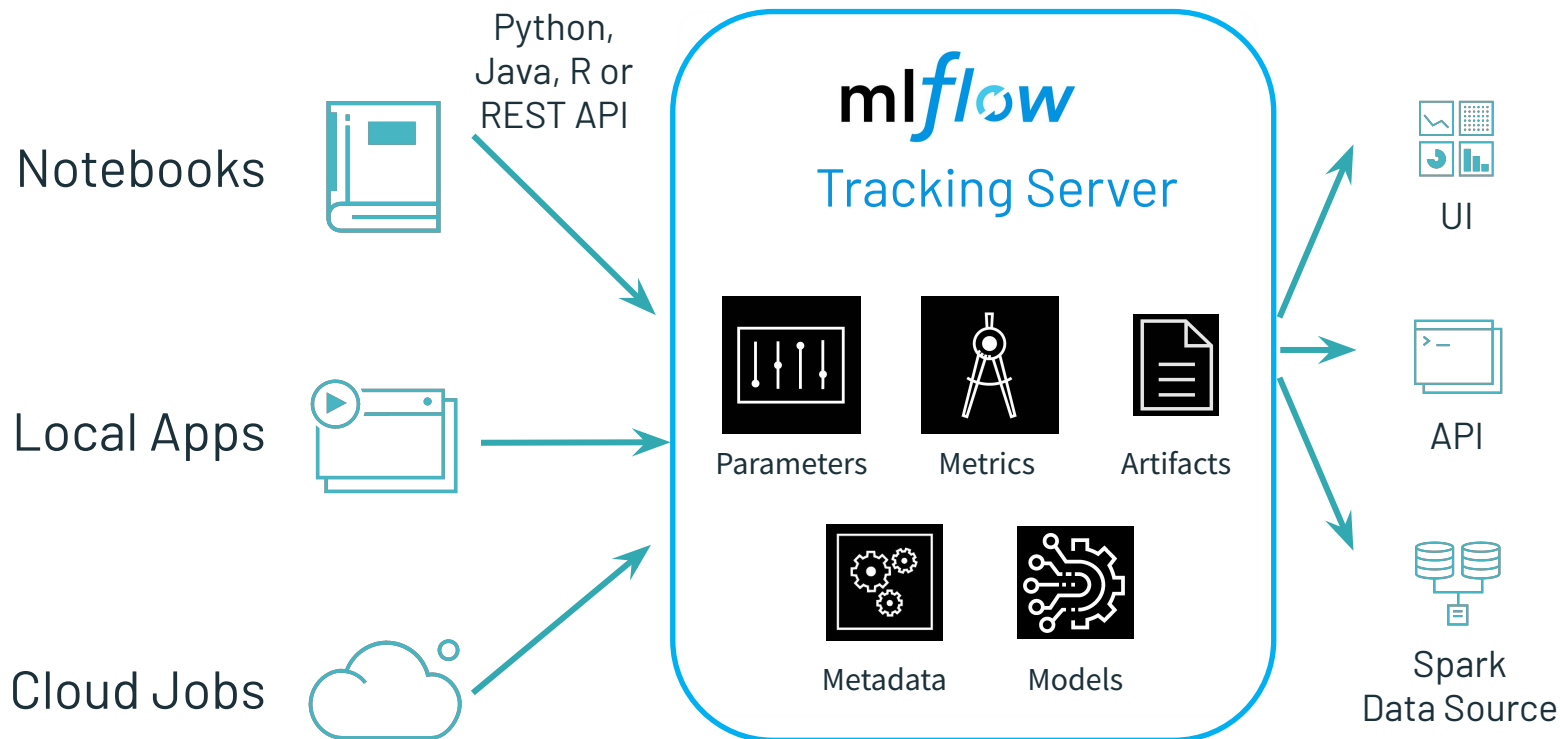 Python,
Java, R or
REST API
Notebooks
Local Apps
Cloud Jobs
mlflow
Tracking Server
Parameters
Metrics
Artifacts
Metadata
Models
UI
>_
API
Spark
Data Source